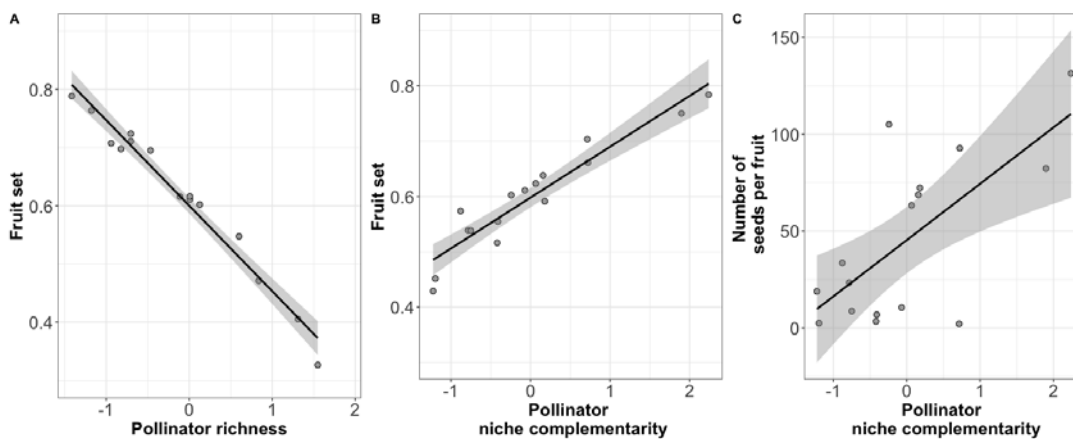 A
Fruit set
0.8
0.6
0.4
-1
0
1
2
Pollinator richness
B
Fruit set
0.8
0.6
0.4
-1
0
1
2
Pollinator
niche complementarity
C
Number of
seeds per fruit
150
100
50
0
-1
0
1
2
Pollinator
niche complementarity